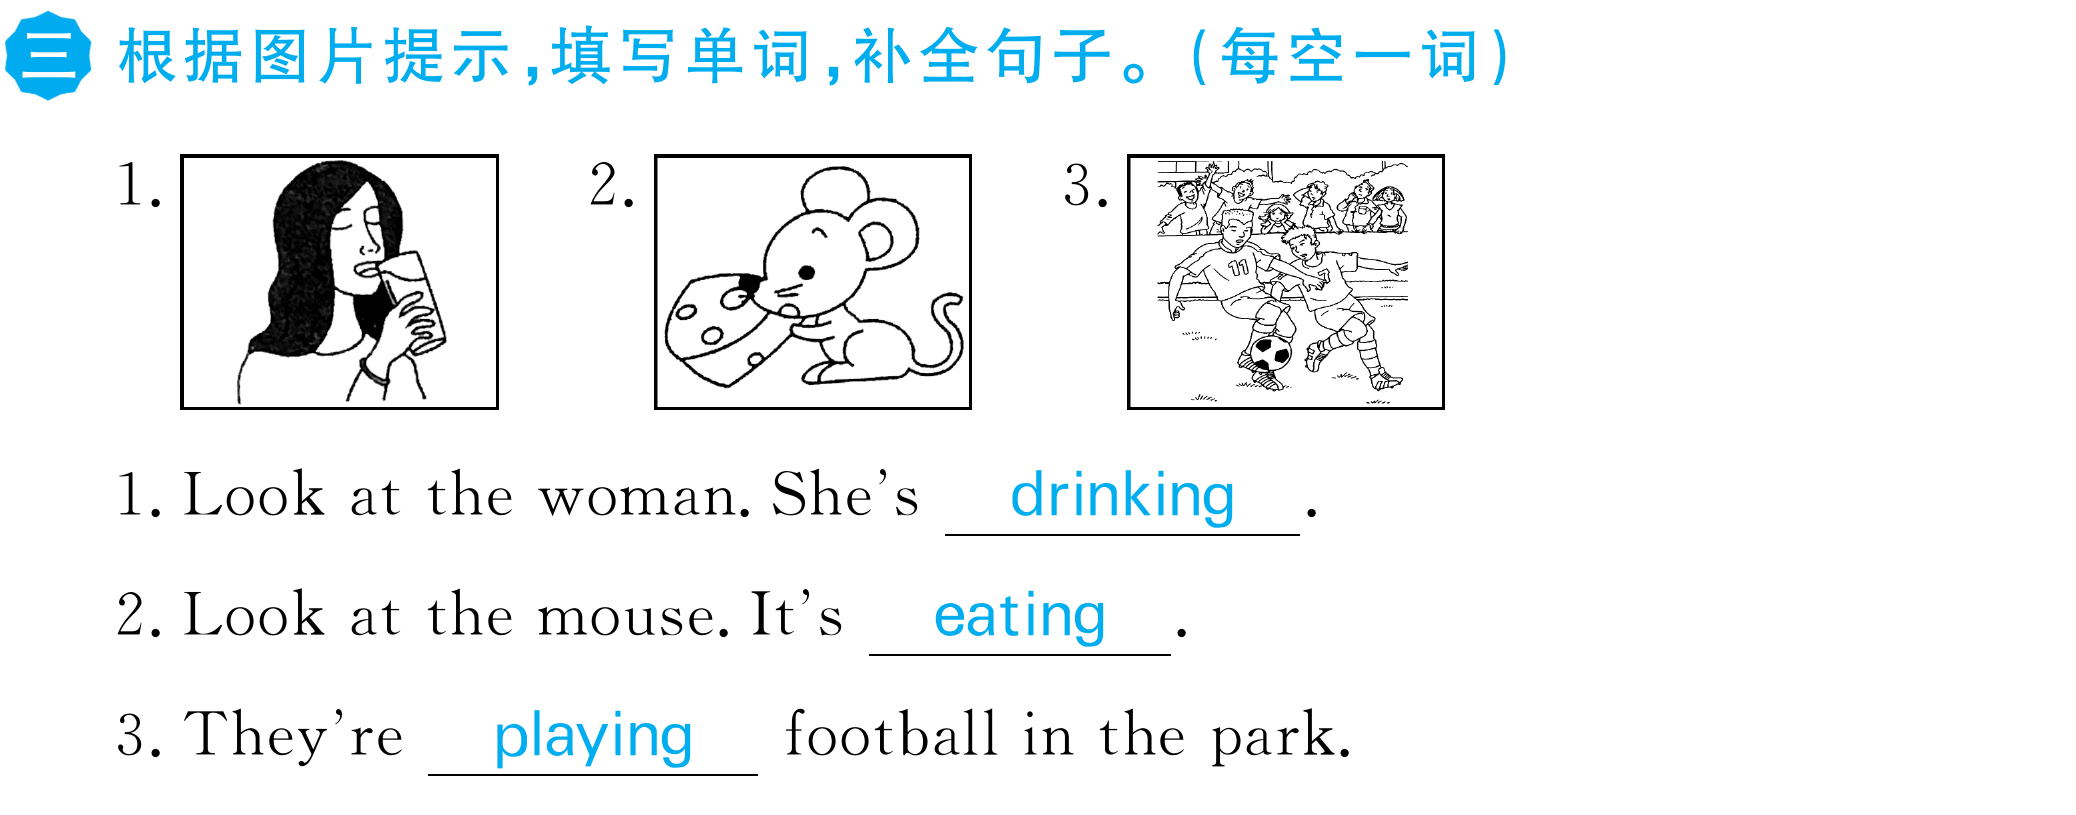 三 根据图片提示,填写单词,补全句子。(每空一词)
1. 2. 3.
11 7
1. Look at the woman. She's drinking.
2. Look at the mouse. It's eating.
3. They're playing football in the park.